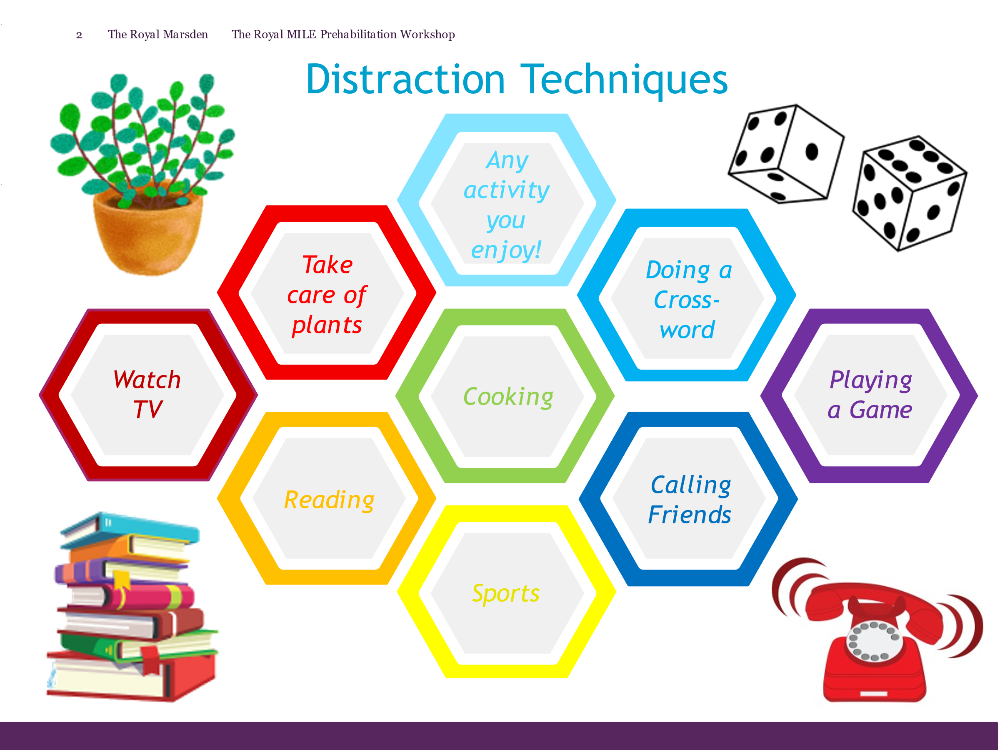 2 The Royal Marsden The Royal MILE Prehabilitation Workshop
Distraction Techniques
Any
activity
you
enjoy!
Take
care of
plants
Doing a
Cross-
word
Watch
TV
Cooking
Playing
a Game
Reading
Calling
Friends
Sports